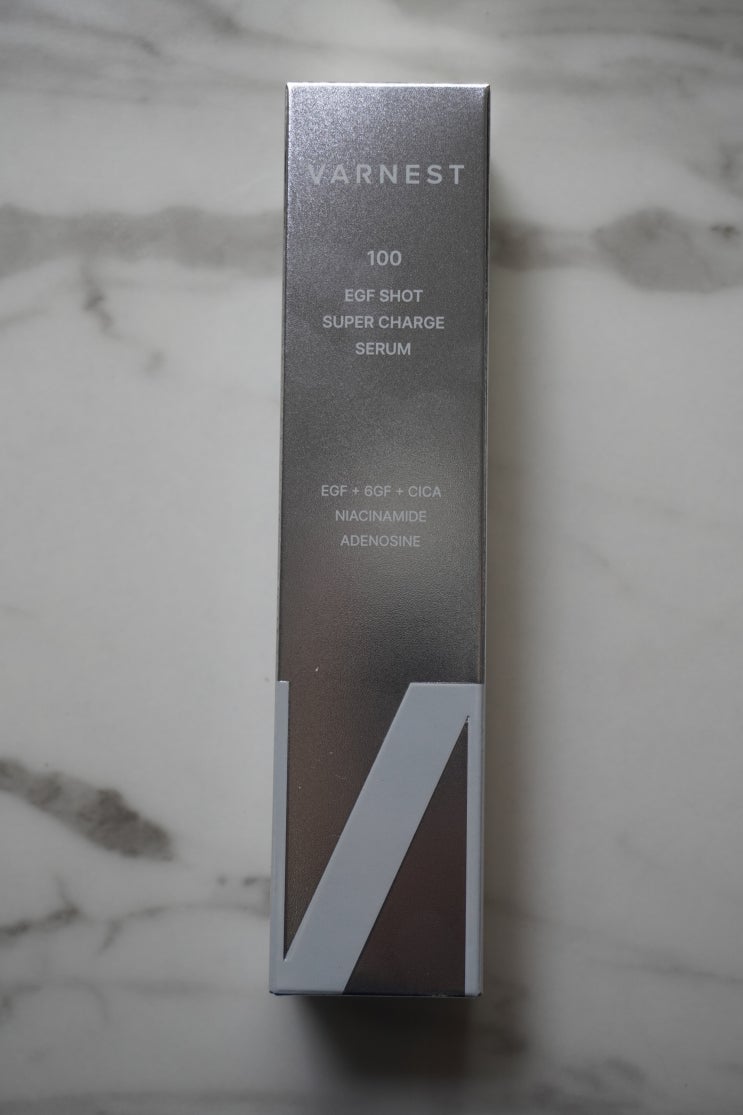 VARNEST
100
EGF SHOT
SUPER CHARGE
SERUM
EGF + 6GF + CICA
NIACINAMIDE
ADENOSINE